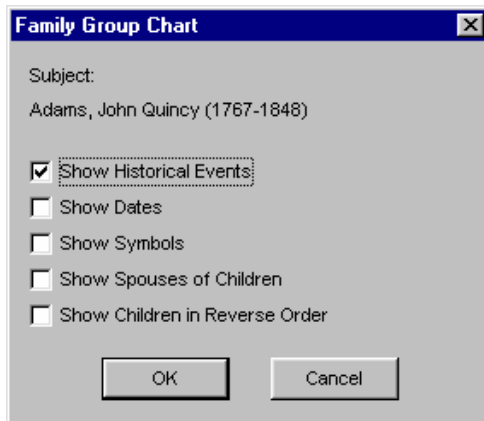 Family Group Chart
Subject:
Adams, John Quincy (1767-1848)
Show Historical Events
Show Dates
Show Symbols
Show Spouses of Children
Show Children in Reverse Order
OK Cancel